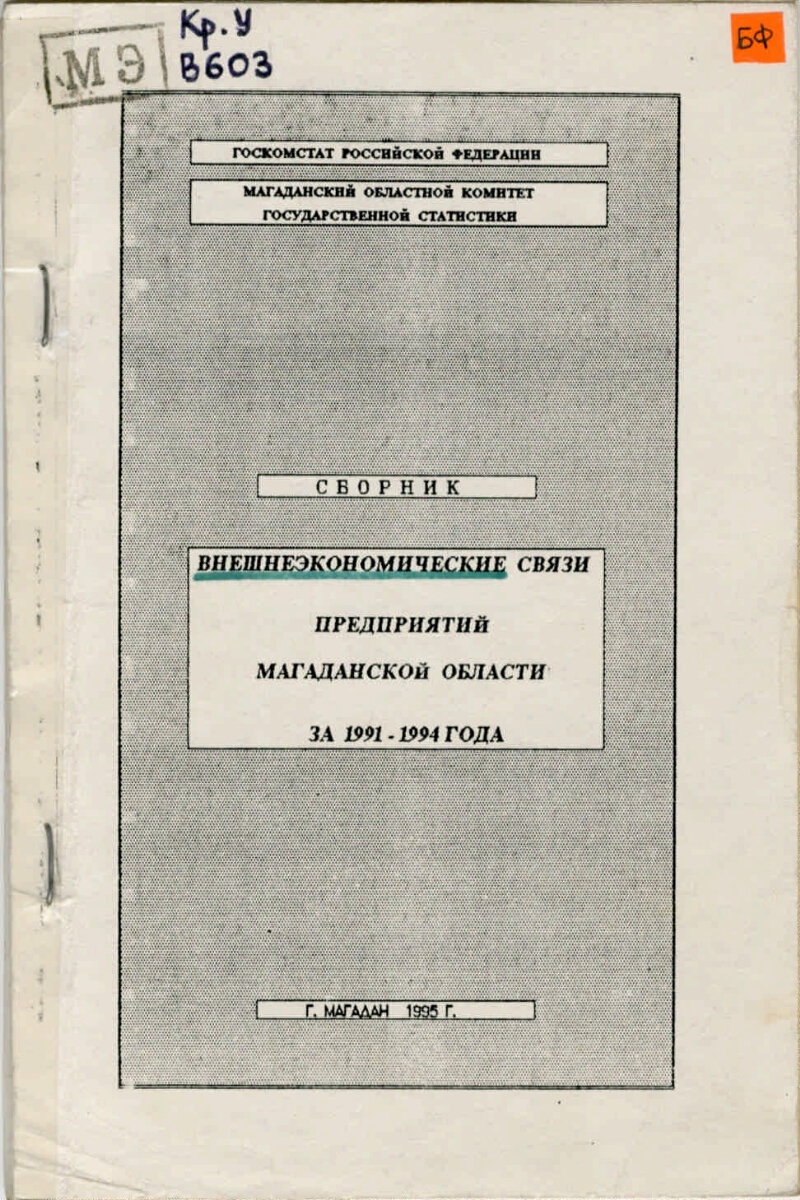 Кр.У
МЭ В603
БФ
ГОСКОМСТАТ РОССИЙСКОЙ ФЕДЕРАЦИИ
МАГАДАНСКИЙ ОБЛАСТНОЙ КОМИТЕТ
ГОСУДАРСТВЕННОЙ СТАТИСТИКИ
СБОРНИК
ВНЕШНЕЭКОНОМИЧЕСКИЕ СВЯЗИ
ПРЕДПРИЯТИЙ
МАГАДАНСКОЙ ОБЛАСТИ
ЗА 1991 - 1994 ГОДА
Г. МАГАДАН 1995 Г.